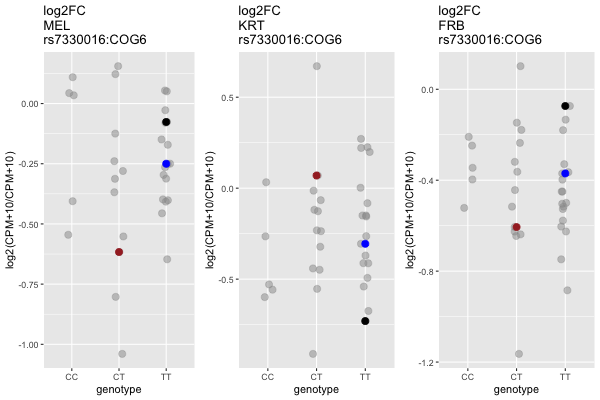 log2FC
MEL
rs7330016:COG6
log2(CPM+10/CPM+10)
0.00
-0.25
-0.50
-0.75
-1.00
CC CT TT
genotype
log2FC
KRT
rs7330016:COG6
log2(CPM+10/CPM+10)
0.5
0.0
-0.5
CC CT TT
genotype
log2FC
FRB
rs7330016:COG6
log2(CPM+10/CPM+10)
0.0
-0.4
-0.8
-1.2
CC CT TT
genotype